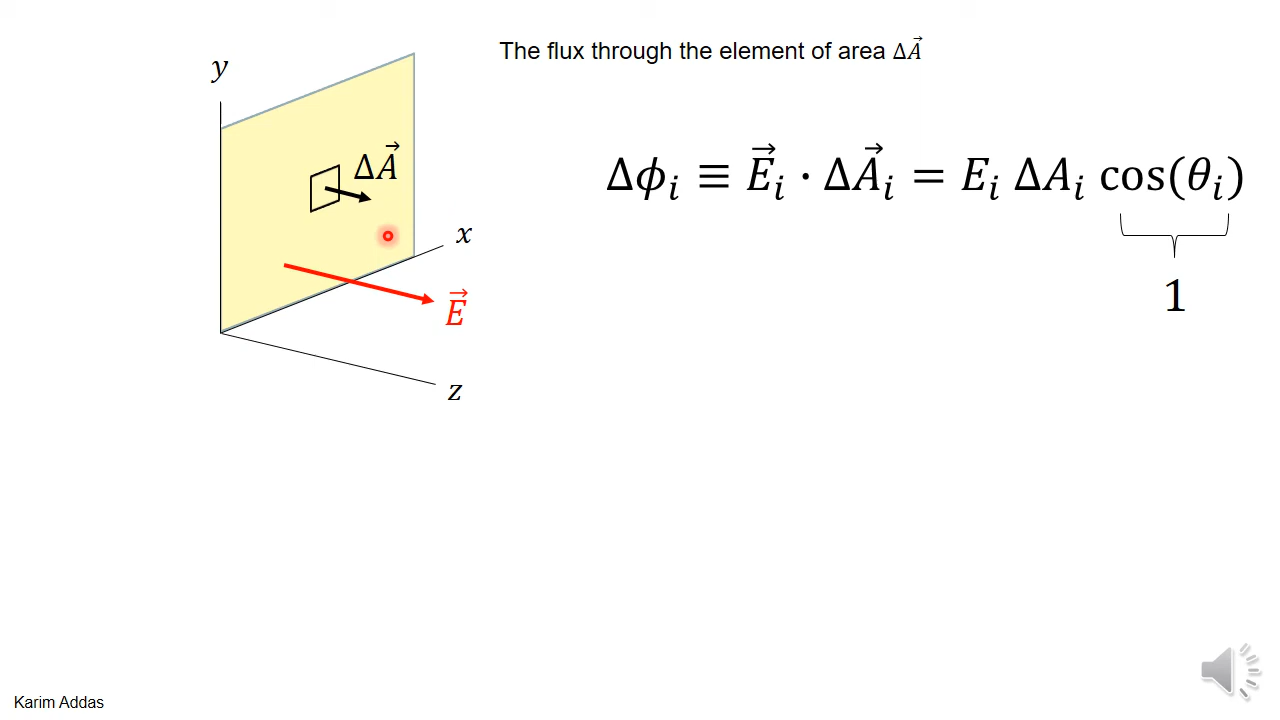 The flux through the element of area Δ𝐴⃗
y
Δ𝐴⃗
Δϕᵢ ≡ E⃗ᵢ · ΔA⃗ᵢ = Eᵢ ΔAᵢ cos(θᵢ)
x
1
E⃗
z
Karim Addas